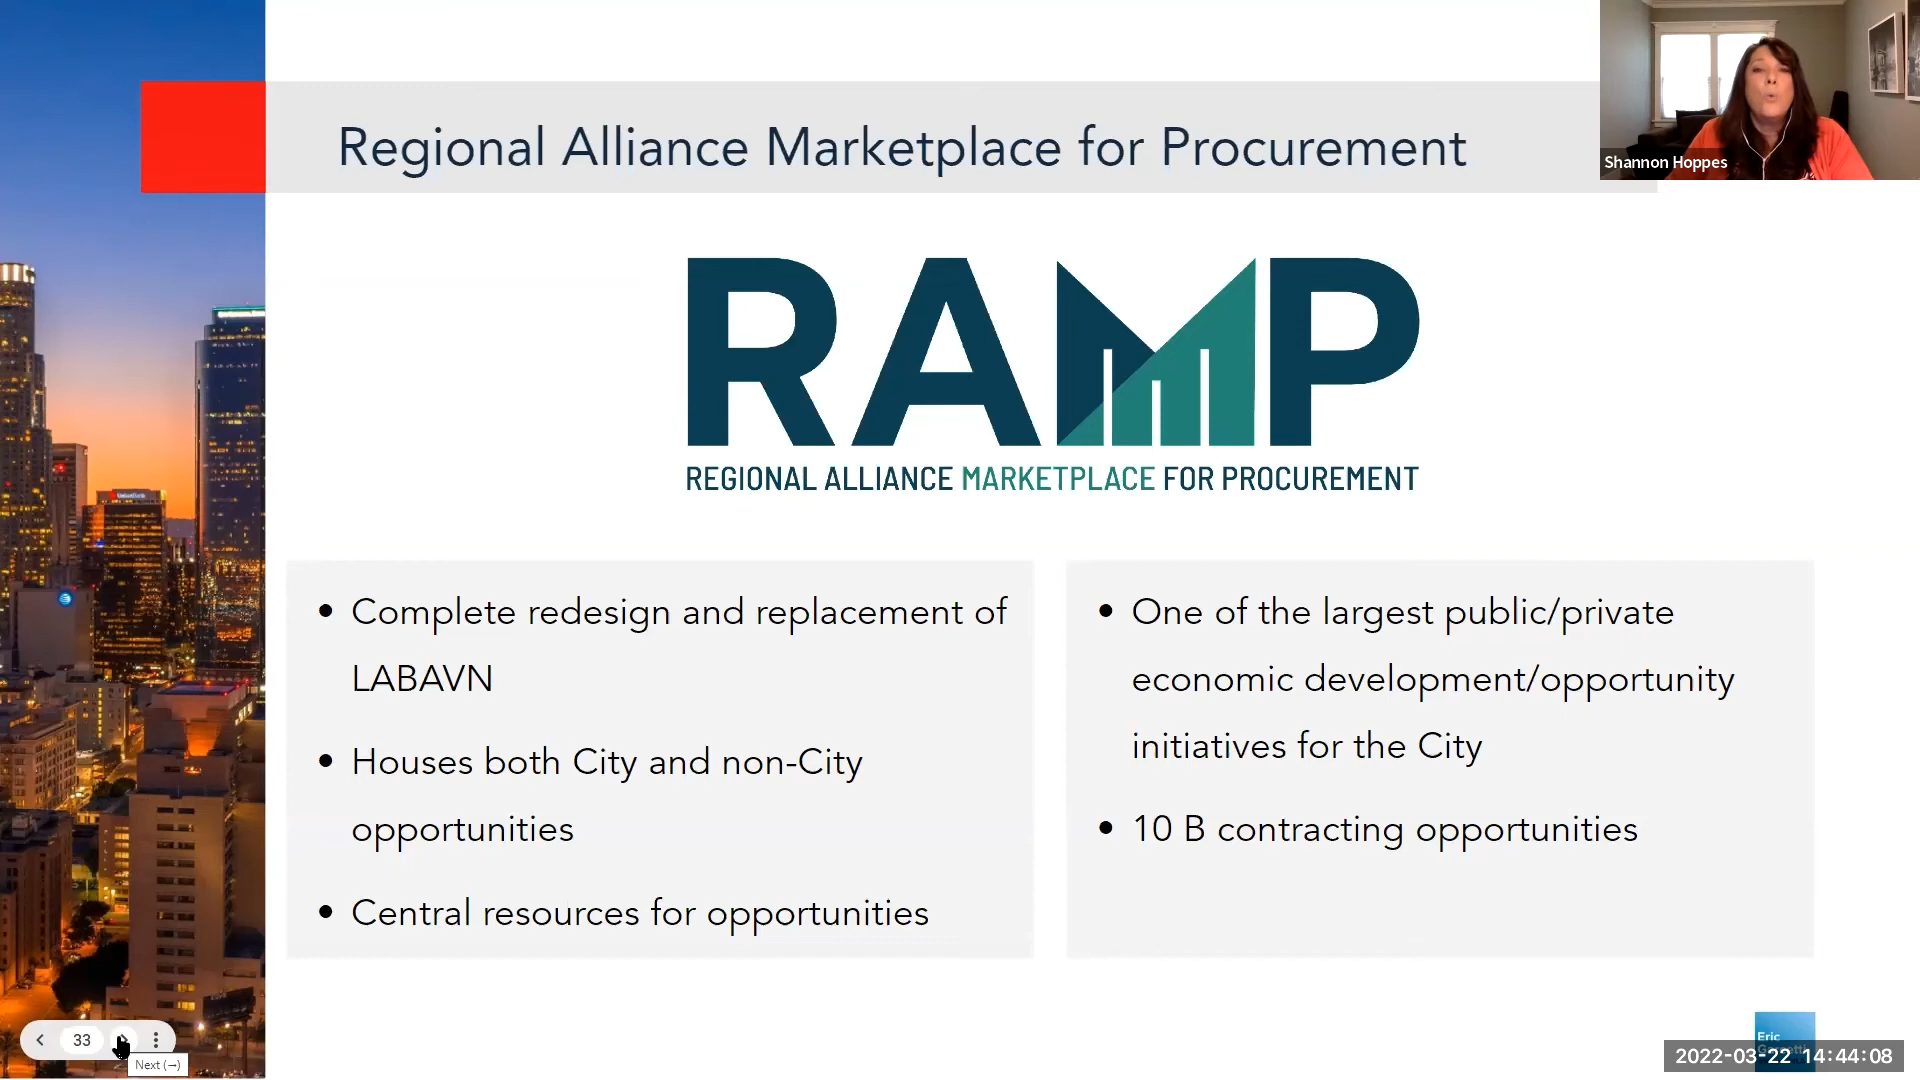 Regional Alliance Marketplace for Procurement
Shannon Hoppes
RAMP
REGIONAL ALLIANCE MARKETPLACE FOR PROCUREMENT
• Complete redesign and replacement of
LABAVN
• Houses both City and non-City
opportunities
• Central resources for opportunities
• One of the largest public/private
economic development/opportunity
initiatives for the City
• 10 B contracting opportunities
33
Next (→)
Eric
2022-03-22 14:44:08